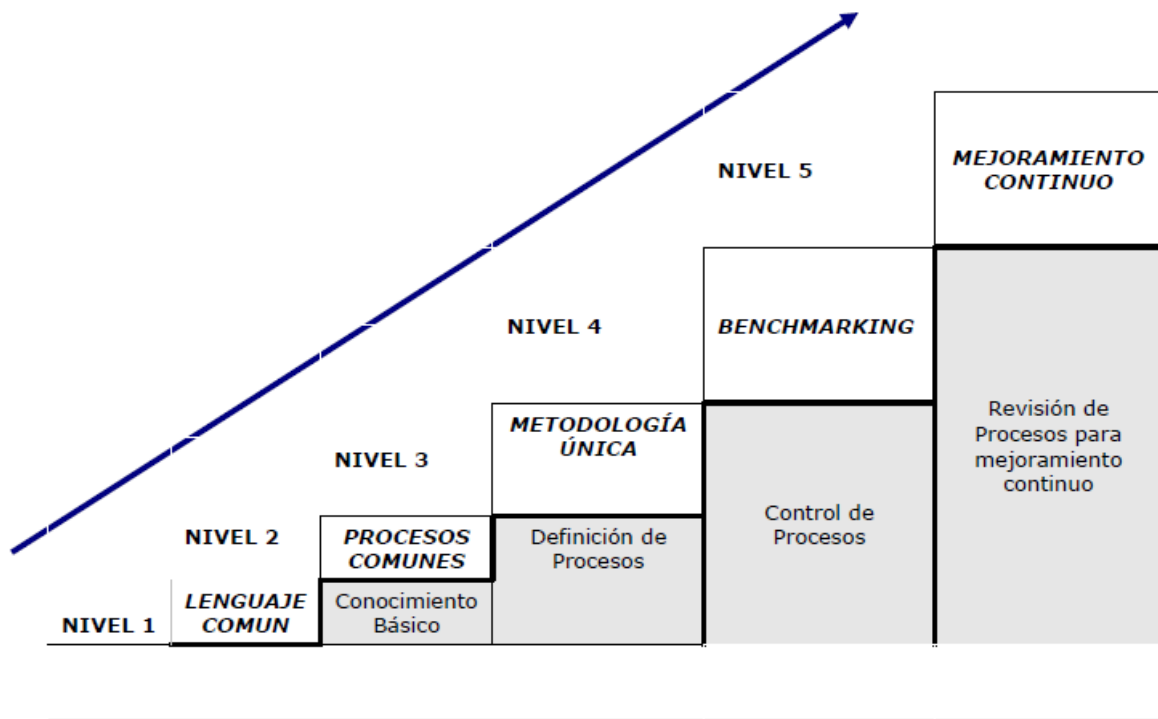 NIVEL 5
MEJORAMIENTO
CONTINUO
NIVEL 4
BENCHMARKING
Revisión de
Procesos para
mejoramiento
continuo
NIVEL 3
METODOLOGÍA
ÚNICA
Control de
Procesos
NIVEL 2
PROCESOS
COMUNES
Definición de
Procesos
NIVEL 1
LENGUAJE
COMUN
Conocimiento
Básico